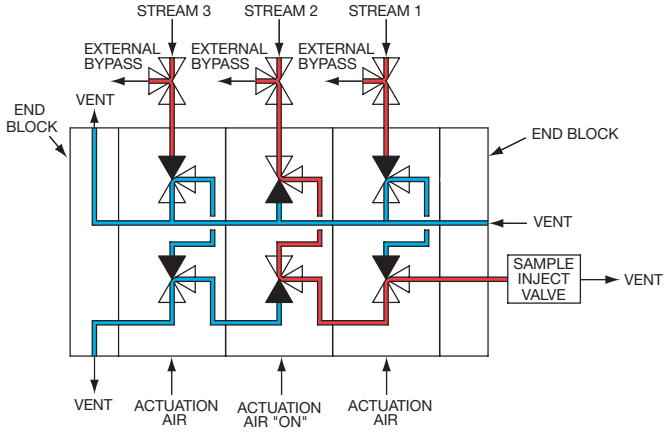 STREAM 3
STREAM 2
STREAM 1
EXTERNAL
BYPASS
EXTERNAL
BYPASS
EXTERNAL
BYPASS
VENT
END
BLOCK
END BLOCK
VENT
SAMPLE
INJECT
VALVE
VENT
VENT
ACTUATION
AIR
ACTUATION
AIR "ON"
ACTUATION
AIR